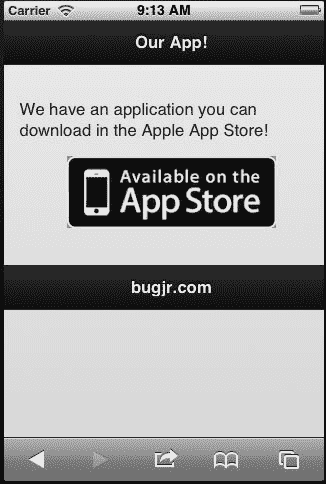 Carrier 9:13 AM
Our App!
We have an application you can
download in the Apple App Store!
Available on the
App Store
bugjr.com